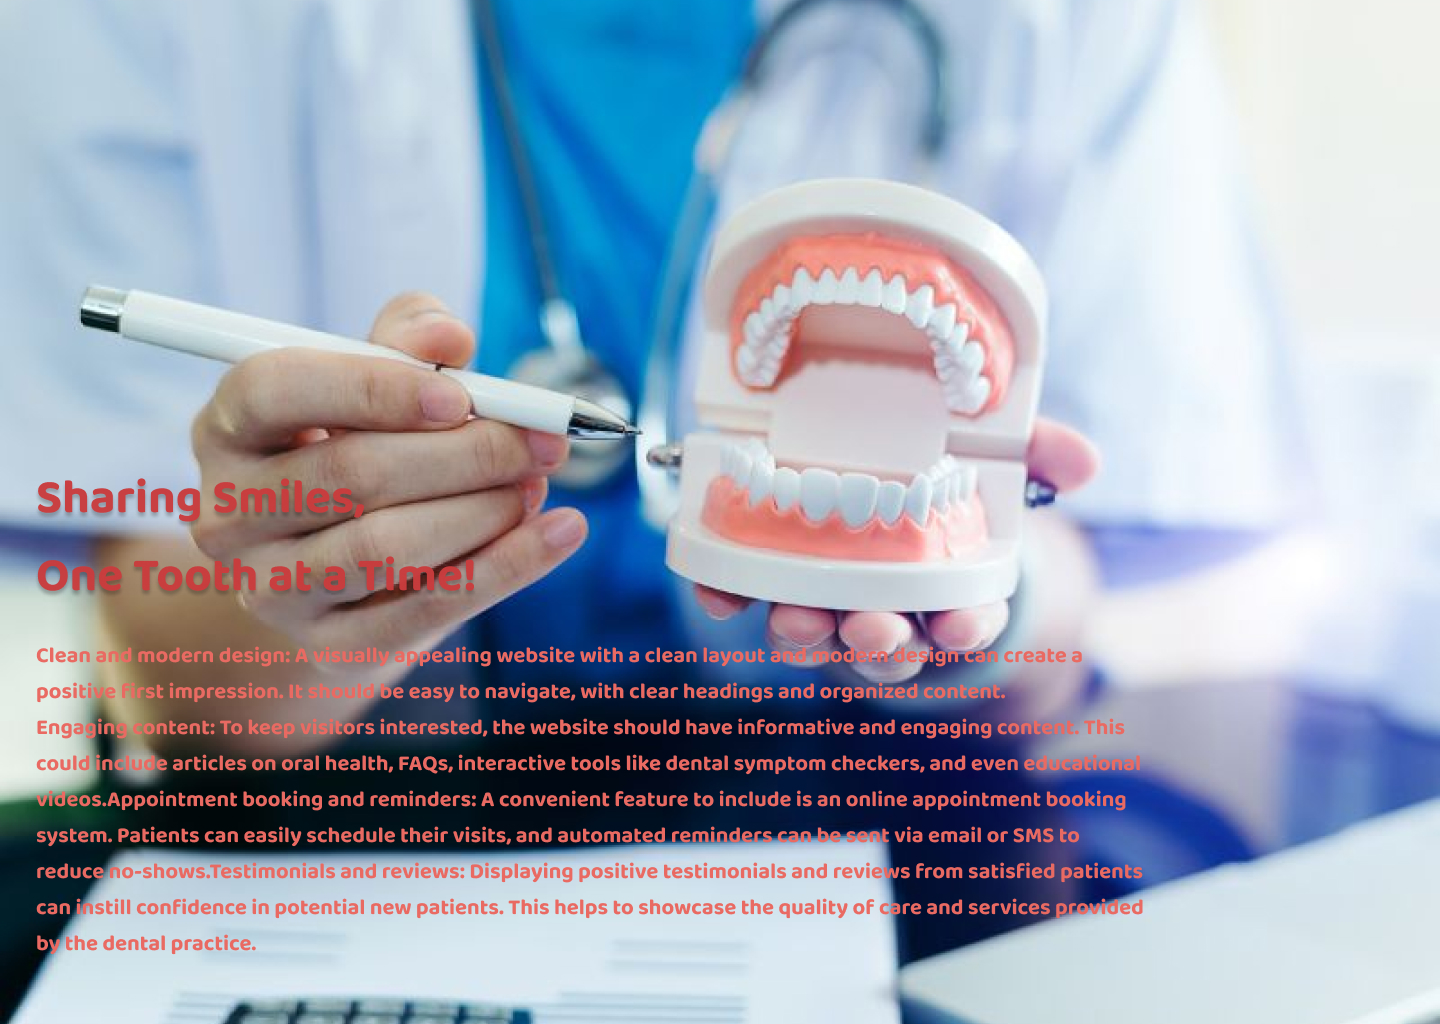 Sharing Smiles,
One Tooth at a Time!
Clean and modern design: A visually appealing website with a clean layout and modern design can create a
positive first impression. It should be easy to navigate, with clear headings and organized content.
Engaging content: To keep visitors interested, the website should have informative and engaging content. This
could include articles on oral health, FAQs, interactive tools like dental symptom checkers, and even educational
videos.Appointment booking and reminders: A convenient feature to include is an online appointment booking
system. Patients can easily schedule their visits, and automated reminders can be sent via email or SMS to
reduce no-shows.Testimonials and reviews: Displaying positive testimonials and reviews from satisfied patients
can instill confidence in potential new patients. This helps to showcase the quality of care and services provided
by the dental practice.